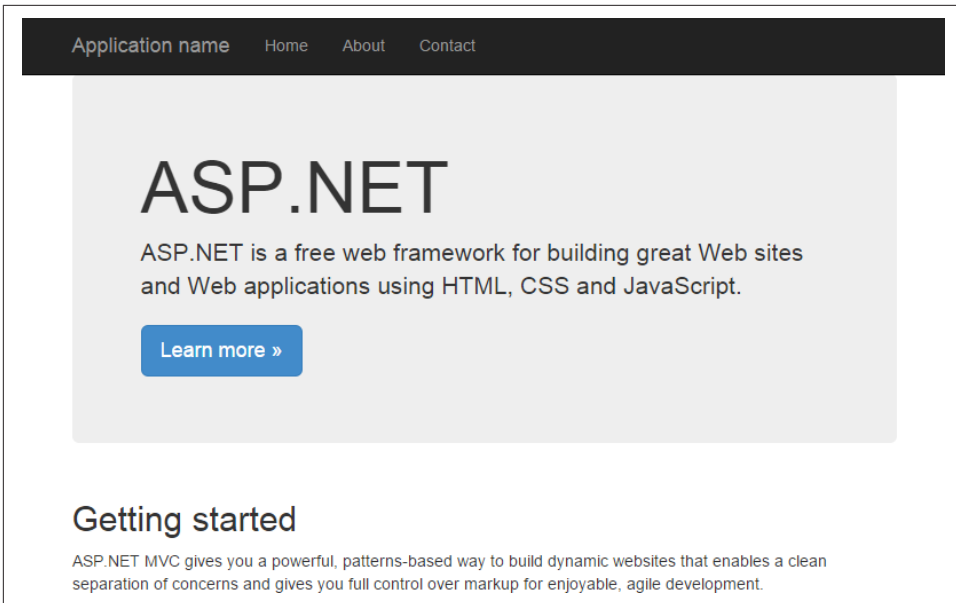 Application name Home About Contact
ASP.NET
ASP.NET is a free web framework for building great Web sites
and Web applications using HTML, CSS and JavaScript.
Learn more »
Getting started
ASP.NET MVC gives you a powerful, patterns-based way to build dynamic websites that enables a clean
separation of concerns and gives you full control over markup for enjoyable, agile development.